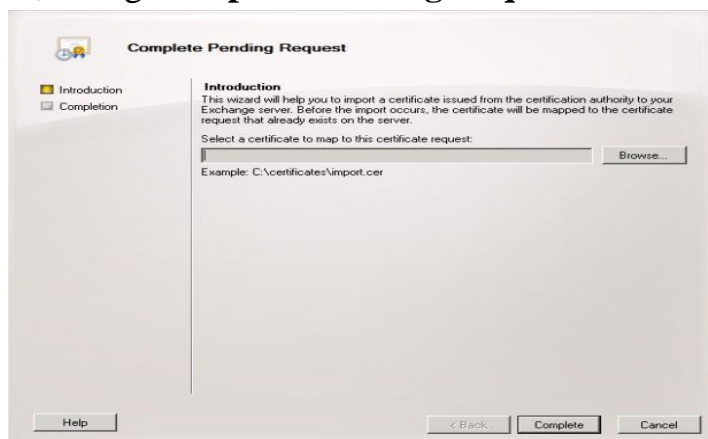 Complete Pending Request
Introduction
Completion
Introduction
This wizard will help you to import a certificate issued from the certification authority to your
Exchange server. Before the import occurs, the certificate will be mapped to the certificate
request that already exists on the server.
Select a certificate to map to this certificate request:
Browse...
Example: C:\certificates\import.cer
Help
< Back
Complete
Cancel